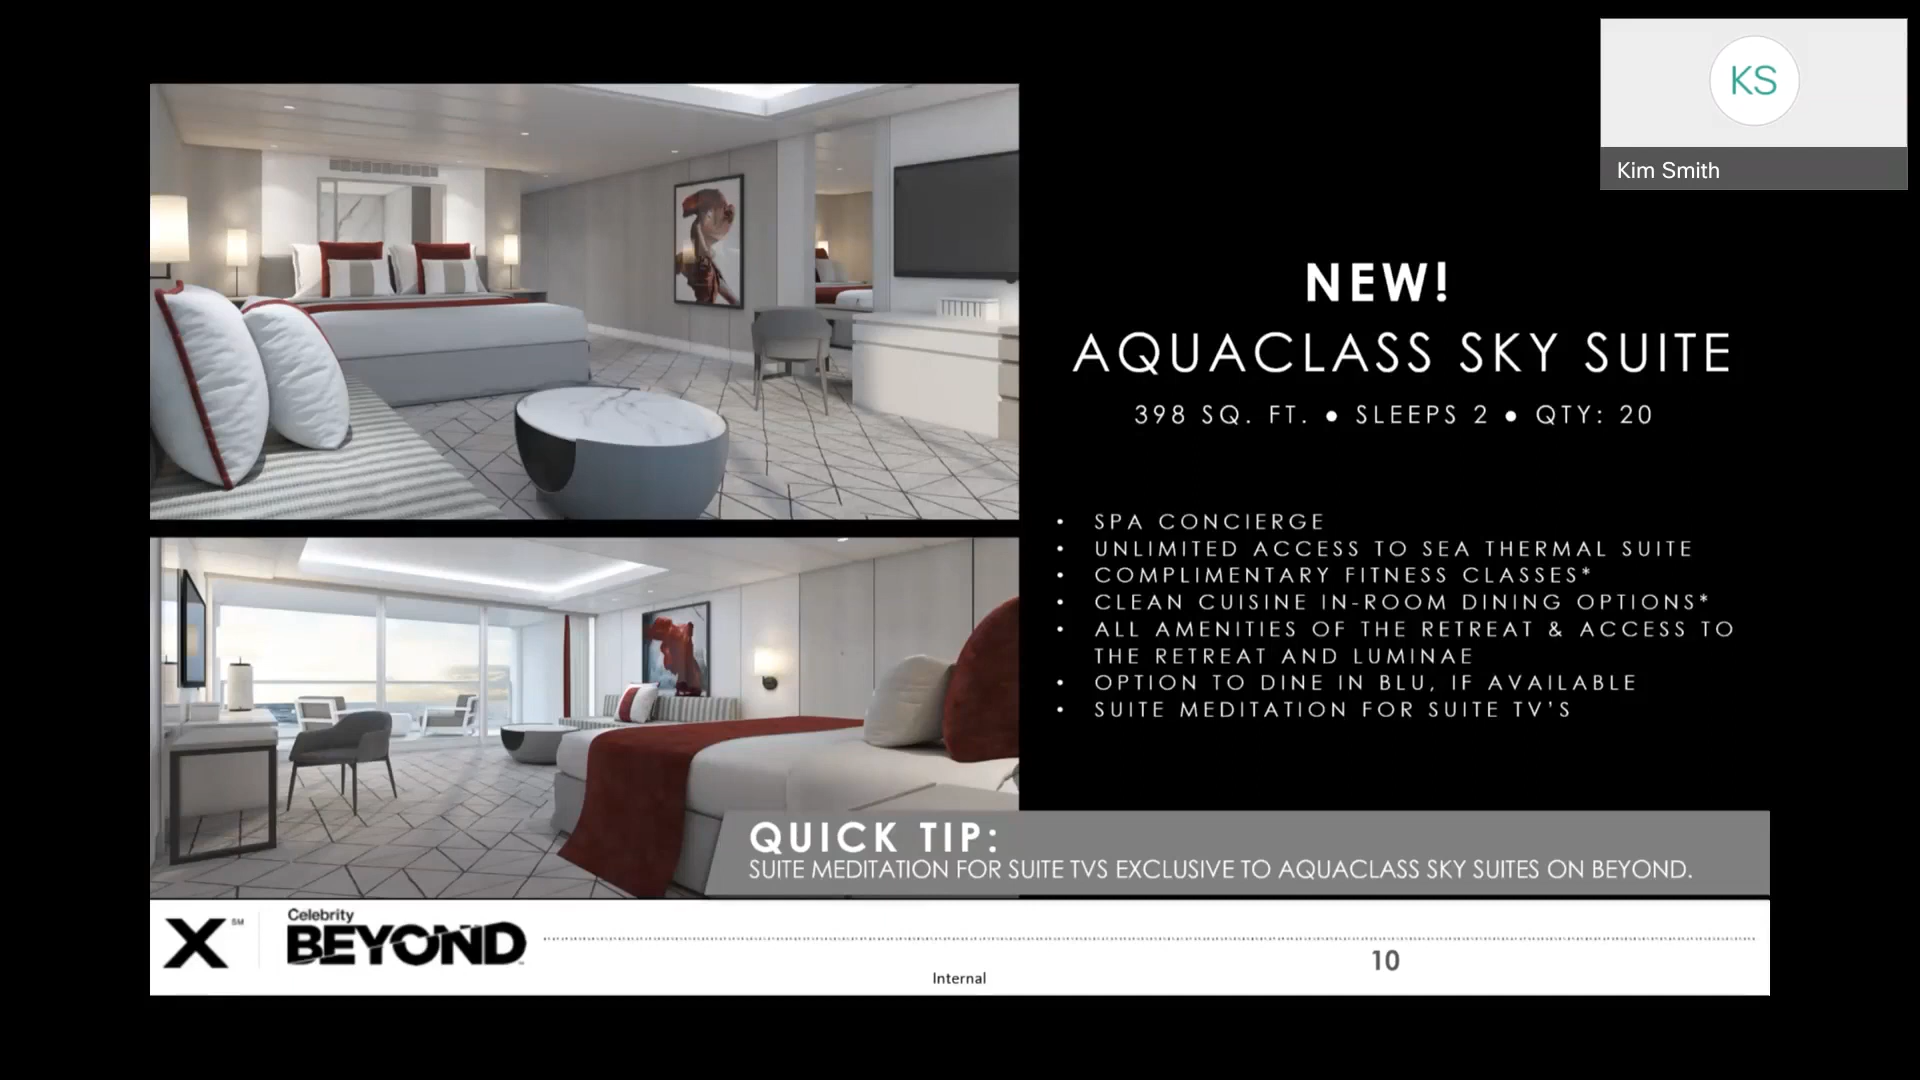 KS
Kim Smith
NEW!
AQUACLASS SKY SUITE
398 SQ. FT. ● SLEEPS 2 ● QTY: 20
• SPA CONCIERGE
• UNLIMITED ACCESS TO SEA THERMAL SUITE
• COMPLIMENTARY FITNESS CLASSES*
• CLEAN CUISINE IN-ROOM DINING OPTIONS*
• ALL AMENITIES OF THE RETREAT & ACCESS TO
THE RETREAT AND LUMINAE
• OPTION TO DINE IN BLU, IF AVAILABLE
• SUITE MEDITATION FOR SUITE TV'S
QUICK TIP:
SUITE MEDITATION FOR SUITE TVS EXCLUSIVE TO AQUACLASS SKY SUITES ON BEYOND.
X SM
Celebrity
BEYOND
10
Internal